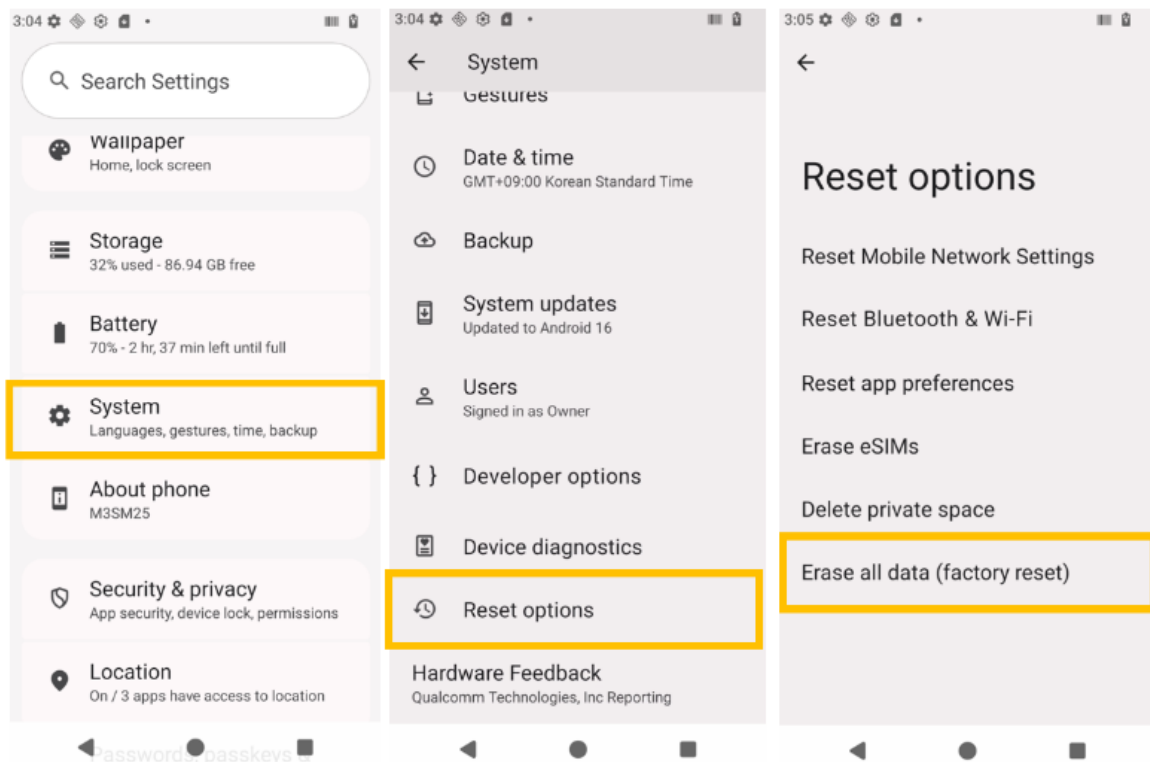 3:04
Search Settings
Wallpaper
Home, lock screen
Storage
32% used - 86.94 GB free
Battery
70% - 2 hr, 37 min left until full
System
Languages, gestures, time, backup
About phone
M3SM25
Security & privacy
App security, device lock, permissions
Location
On / 3 apps have access to location
Passwords, passkeys &
3:04
System
Gestures
Date & time
GMT+09:00 Korean Standard Time
Backup
System updates
Updated to Android 16
Users
Signed in as Owner
Developer options
Device diagnostics
Reset options
Hardware Feedback
Qualcomm Technologies, Inc Reporting
3:05
Reset options
Reset Mobile Network Settings
Reset Bluetooth & Wi-Fi
Reset app preferences
Erase eSIMs
Delete private space
Erase all data (factory reset)